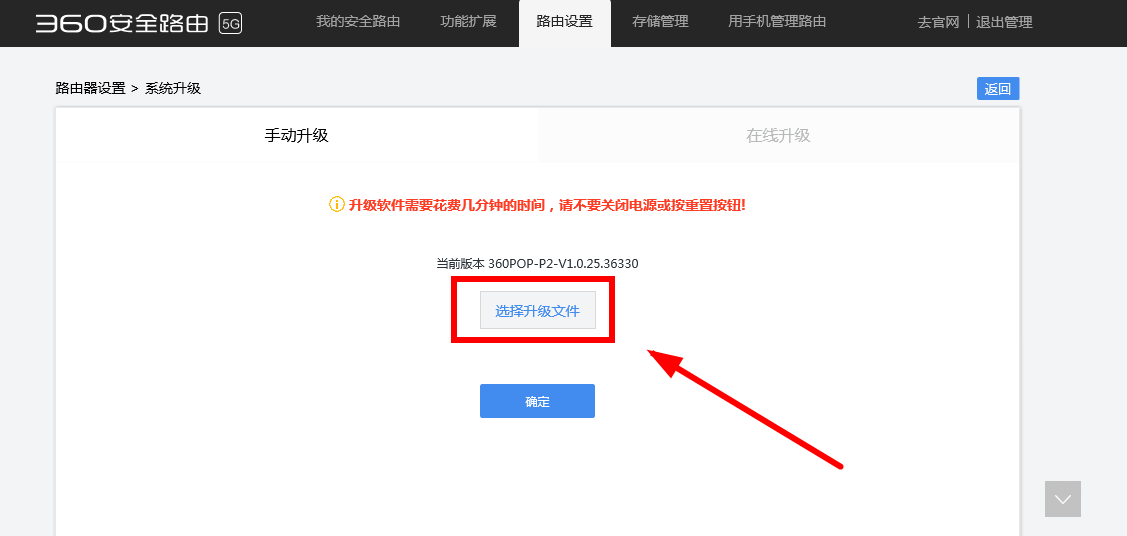 360安全路由 5G 我的安全路由 功能扩展 路由设置 存储管理 用手机管理路由 去官网 | 退出管理
路由器设置 > 系统升级 返回
手动升级 在线升级
升级软件需要花费几分钟的时间，请不要关闭电源或按重置按钮!
当前版本 360POP-P2-V1.0.25.36330
选择升级文件
确定